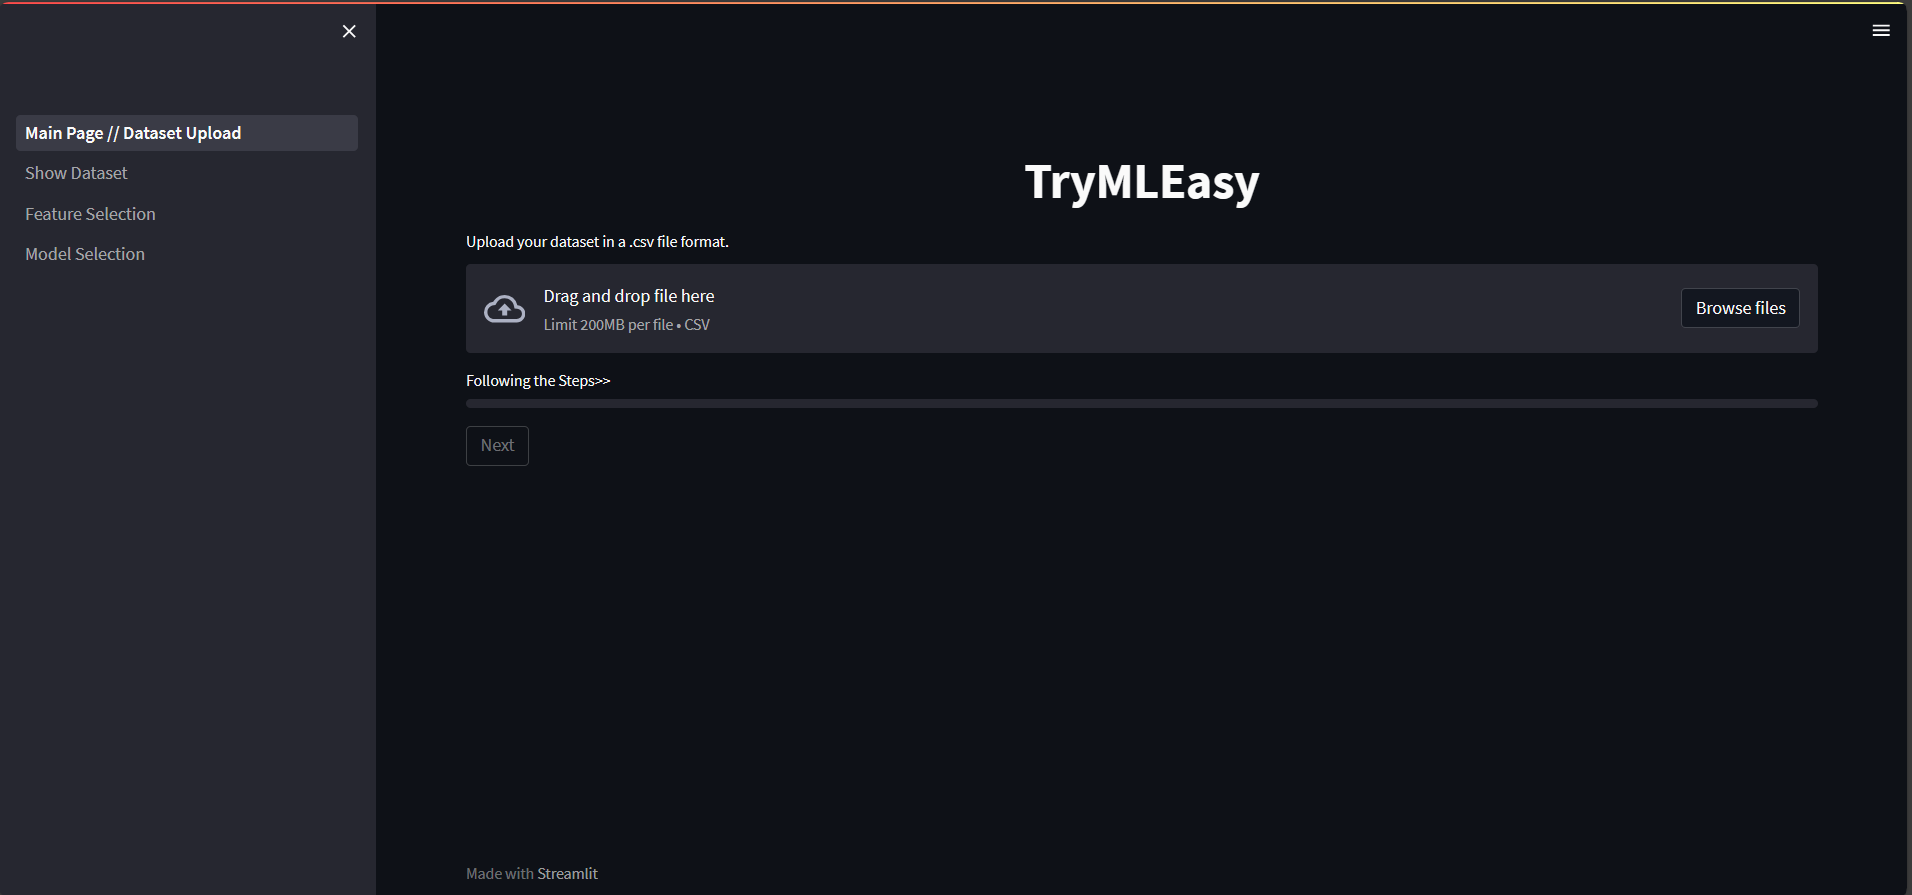 Main Page // Dataset Upload
Show Dataset
Feature Selection
Model Selection
TryMLEasy
Upload your dataset in a .csv file format.
Drag and drop file here
Limit 200MB per file • CSV
Browse files
Following the Steps>>
Next
Made with Streamlit